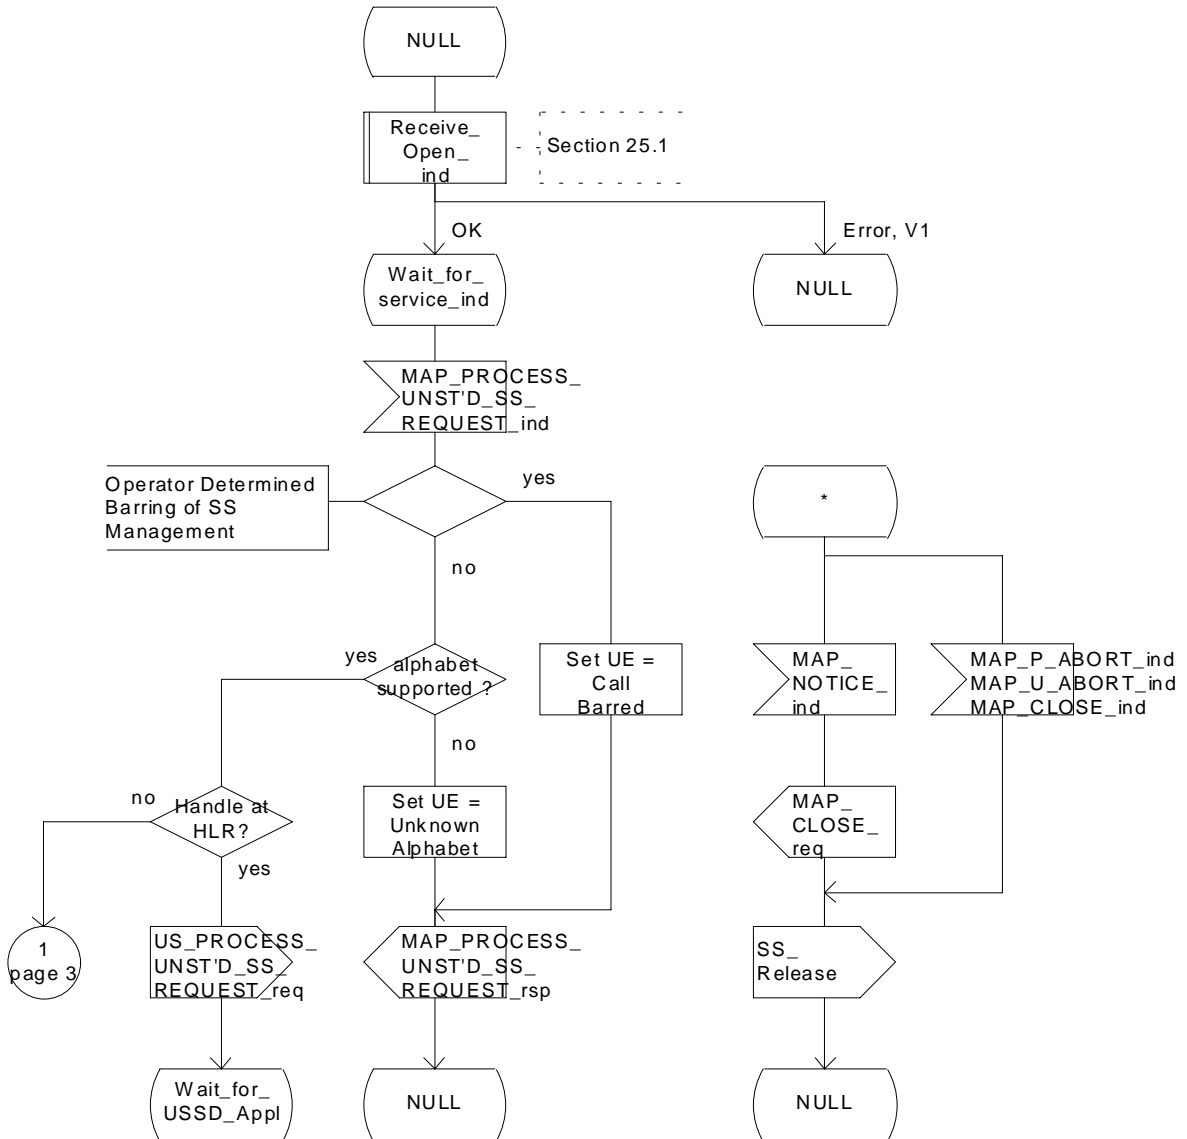 NULL
Receive_
Open_
ind
Section 25.1
OK
Error, V1
Wait_for_
service_ind
NULL
MAP_PROCESS_
UNST'D_SS_
REQUEST_ind
Operator Determined
Barring of SS
Management
yes
no
*
yes
alphabet
supported ?
no
Set UE =
Call
Barred
MAP_
NOTICE_
ind
MAP_P_ABORT_ind
MAP_U_ABORT_ind
MAP_CLOSE_ind
no
Handle at
HLR?
yes
Set UE =
Unknown
Alphabet
MAP_
CLOSE_
req
1
page 3
US_PROCESS_
UNST'D_SS_
REQUEST_req
MAP_PROCESS_
UNST'D_SS_
REQUEST_rsp
SS_
Release
Wait_for_
USSD_Appl
NULL
NULL